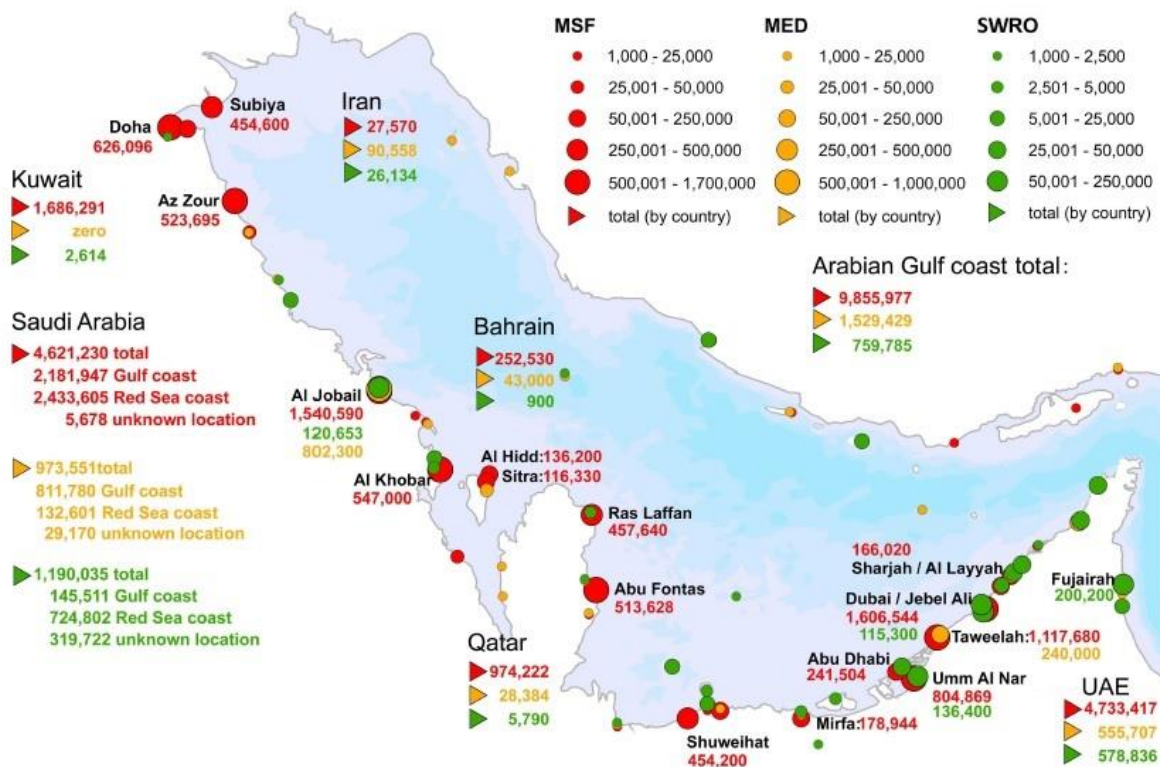 MSF
1,000 - 25,000
25,001 - 50,000
50,001 - 250,000
250,001 - 500,000
500,001 - 1,700,000
total (by country)
MED
1,000 - 25,000
25,001 - 50,000
50,001 - 250,000
250,001 - 500,000
500,001 - 1,000,000
total (by country)
SWRO
1,000 - 2,500
2,501 - 5,000
5,001 - 25,000
25,001 - 50,000
50,001 - 250,000
total (by country)
Subiya
454,600
Doha
626,096
Iran
27,570
90,558
26,134
Kuwait
1,686,291
zero
2,614
Az Zour
523,695
Arabian Gulf coast total:
9,855,977
1,529,429
759,785
Saudi Arabia
4,621,230 total
2,181,947 Gulf coast
2,433,605 Red Sea coast
5,678 unknown location
973,551total
811,780 Gulf coast
132,601 Red Sea coast
29,170 unknown location
1,190,035 total
145,511 Gulf coast
724,802 Red Sea coast
319,722 unknown location
Bahrain
252,530
43,000
900
Al Jobail
1,540,590
120,653
802,300
Al Hidd:136,200
Sitra:116,330
Al Khobar
547,000
Ras Laffan
457,640
Abu Fontas
513,628
Qatar
974,222
28,384
5,790
166,020
Sharjah / Al Layyah
Dubai / Jebel Ali
1,606,544
115,300
Fujairah
200,200
Taweelah:1,117,680
240,000
Abu Dhabi
241,504
Umm Al Nar
804,869
136,400
Mirfa:178,944
Shuweihat
454,200
UAE
4,733,417
555,707
578,836